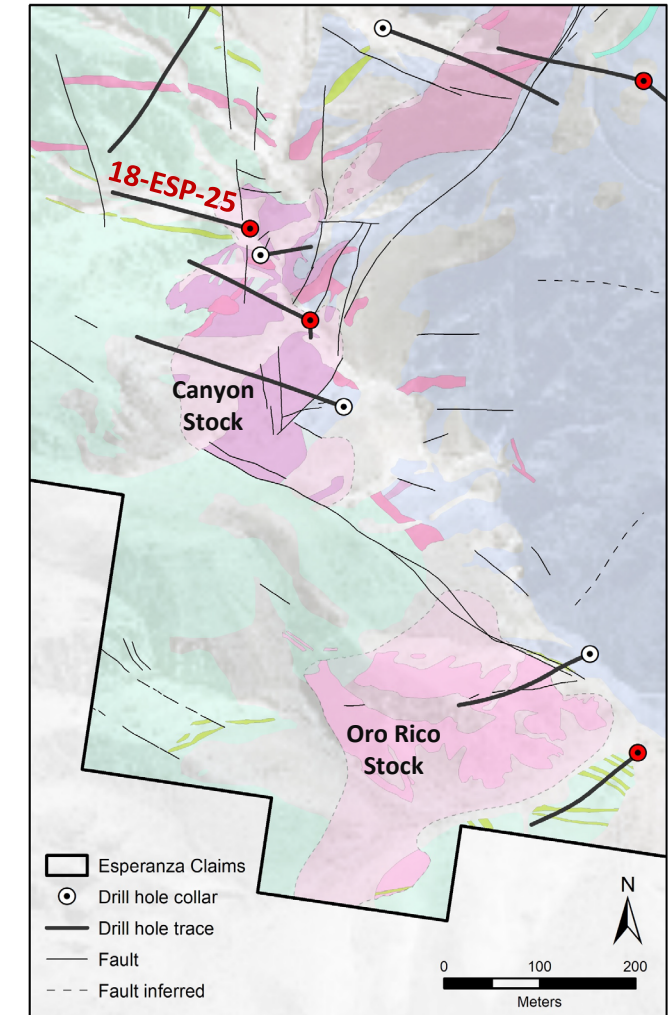 18-ESP-25
Canyon
Stock
Oro Rico
Stock
Esperanza Claims
Drill hole collar
Drill hole trace
Fault
Fault inferred
N
0 100 200
Meters